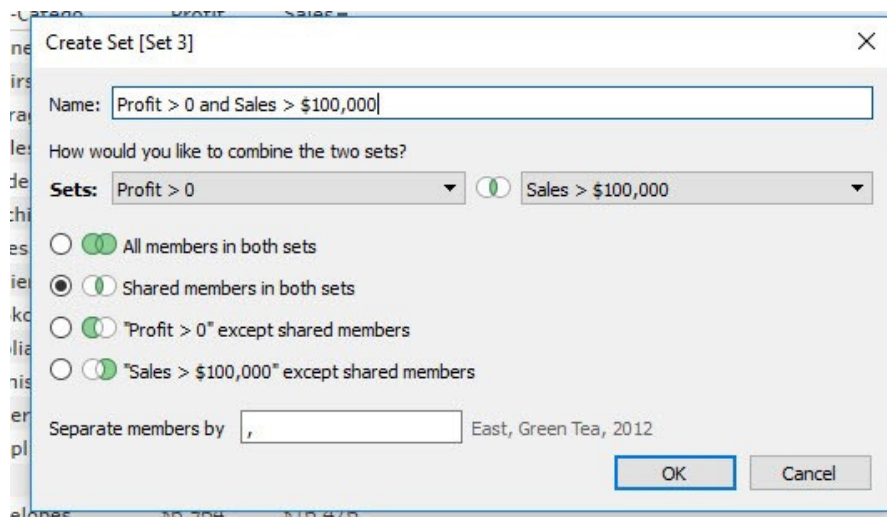 Profit
Create Set [Set 3]
Name: Profit > 0 and Sales > $100,000
How would you like to combine the two sets?
Sets: Profit > 0 Sales > $100,000
All members in both sets
Shared members in both sets
"Profit > 0" except shared members
"Sales > $100,000" except shared members
Separate members by , East, Green Tea, 2012
OK Cancel